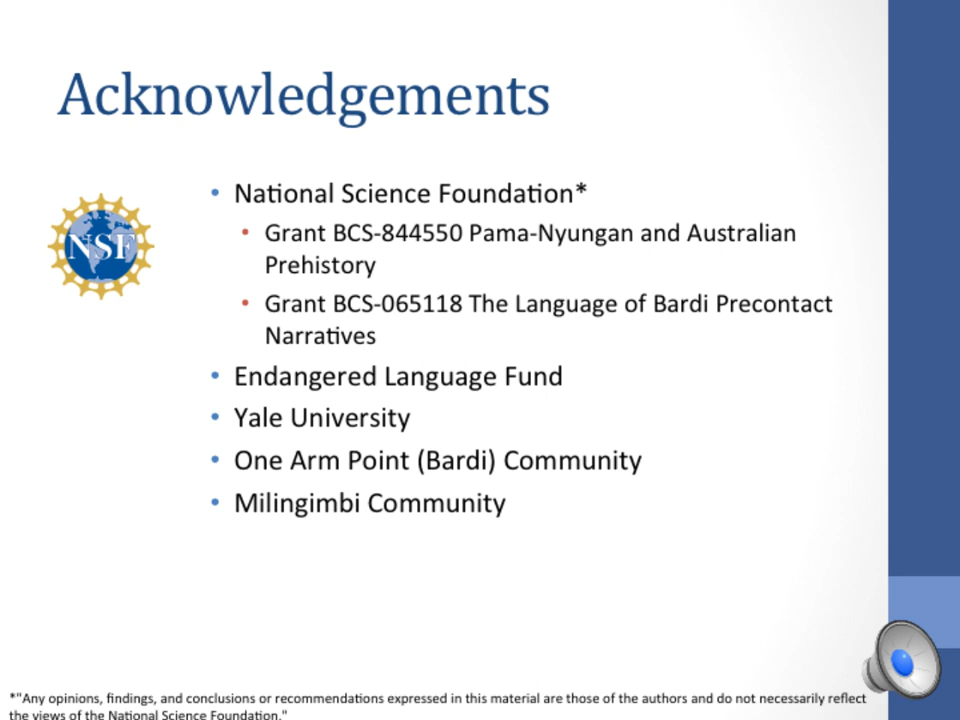 Acknowledgements
NSF
• National Science Foundation*
• Grant BCS-844550 Pama-Nyungan and Australian
Prehistory
• Grant BCS-065118 The Language of Bardi Precontact
Narratives
• Endangered Language Fund
• Yale University
• One Arm Point (Bardi) Community
• Milingimbi Community
*"Any opinions, findings, and conclusions or recommendations expressed in this material are those of the authors and do not necessarily reflect
the views of the National Science Foundation."